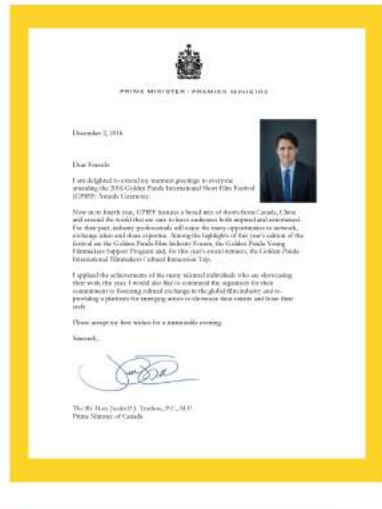 PRIME MINISTER · PREMIER MINISTRE
December 2, 2016
Dear Friends:
I am delighted to extend my warmest greetings to everyone
attending the 2016 Golden Panda International Short Film Festival
(GPIFF) Awards Ceremony.
Now in its fourth year, GPIFF features a broad mix of shorts from Canada, China
and around the world that are sure to leave audiences both inspired and entertained.
For their part, industry professionals will enjoy the many opportunities to network,
exchange ideas and share expertise. Among the highlights of this year's edition of the
festival are the Golden Panda Film Industry Forum, the Golden Panda Young
Filmmakers Support Program and, for this year's award winners, the Golden Panda
International Filmmakers Cultural Immersion Trip.
I applaud the achievements of the many talented individuals who are showcasing
their work this year. I would also like to commend the organizers for their
commitment to fostering cultural exchange in the global film industry and to
providing a platform for emerging artists to showcase their talents and hone their
craft.
Please accept my best wishes for a memorable evening.
Sincerely,
The Rt. Hon. Justin P.J. Trudeau, P.C., M.P.
Prime Minister of Canada